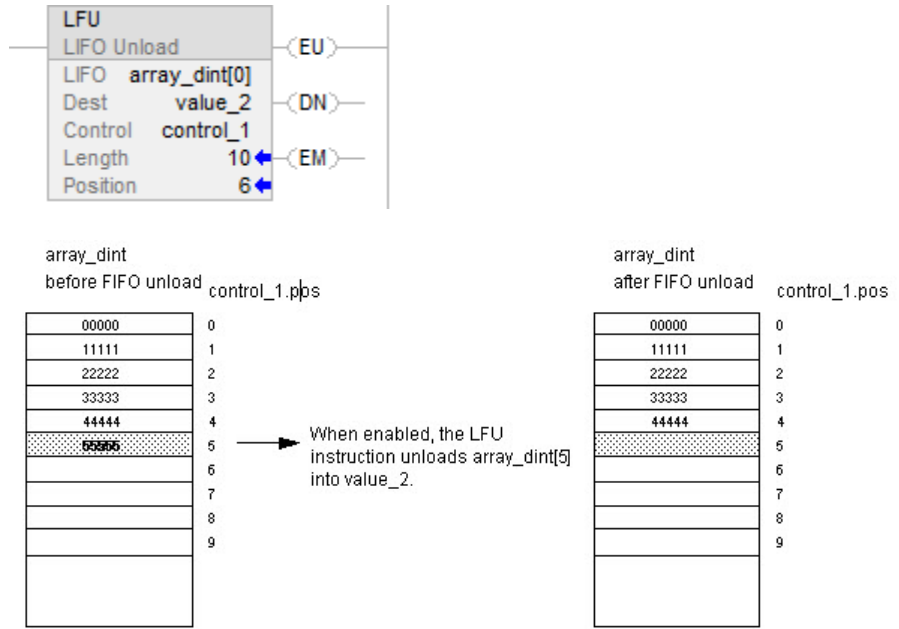 LFU
LIFO Unload
(EU)
LIFO array_dint[0]
Dest value_2
(DN)
Control control_1
Length 10
(EM)
Position 6
array_dint
before FIFO unload
control_1.pos
00000 0
11111 1
22222 2
33333 3
44444 4
55555 5
6
7
8
9
When enabled, the LFU
instruction unloads array_dint[5]
into value_2.
array_dint
after FIFO unload
control_1.pos
00000 0
11111 1
22222 2
33333 3
44444 4
5
6
7
8
9